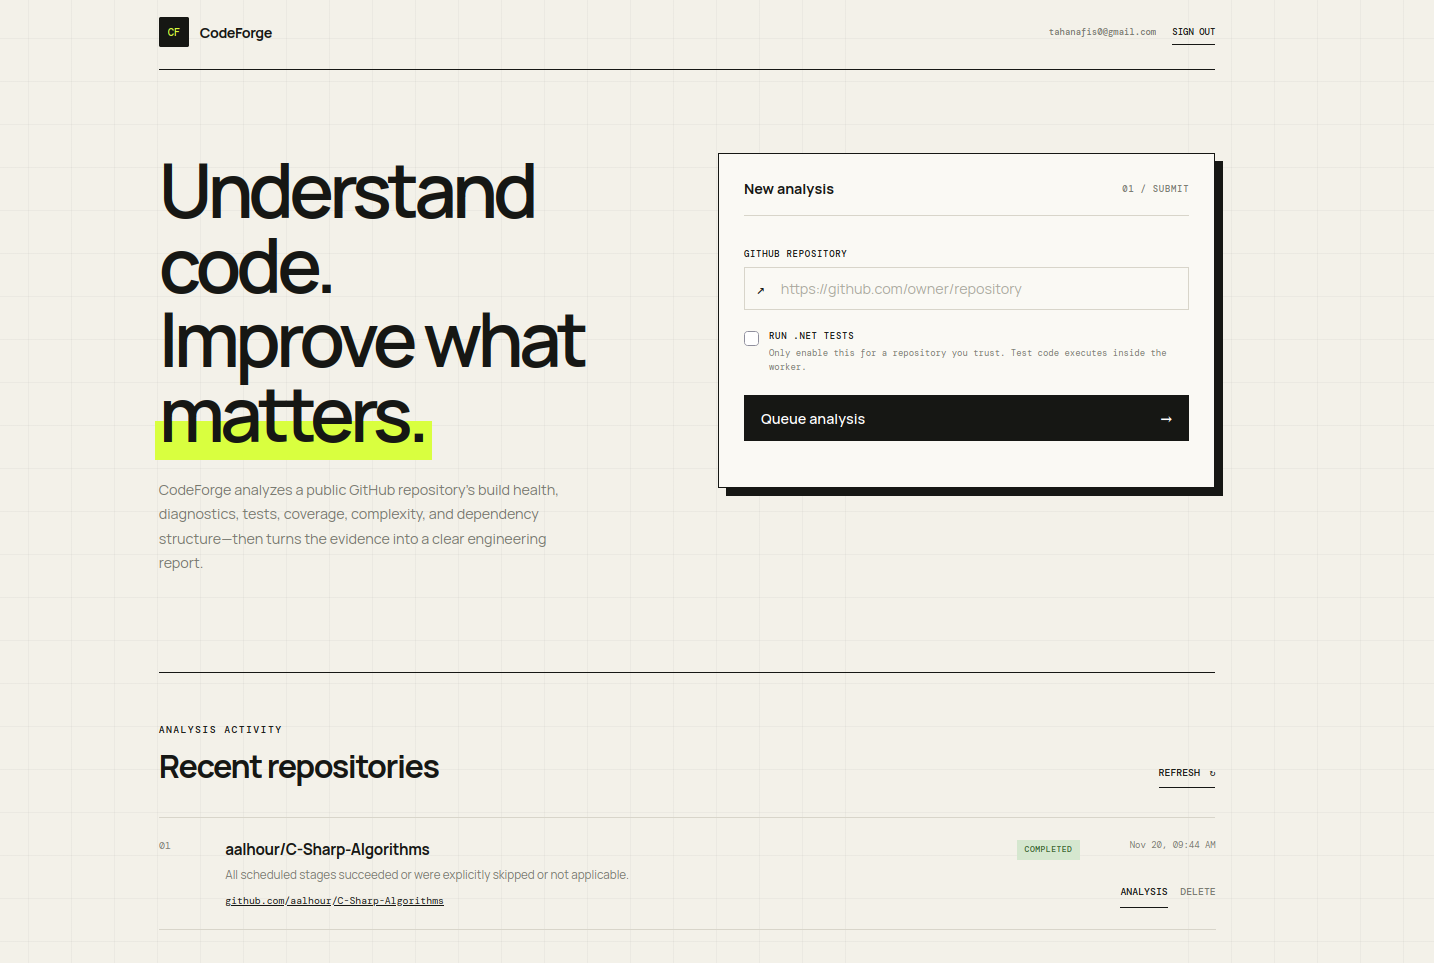 CF
CodeForge
tahanafis0@gmail.com
SIGN OUT
Understand
code.
Improve what
matters.
CodeForge analyzes a public GitHub repository's build health,
diagnostics, tests, coverage, complexity, and dependency
structure—then turns the evidence into a clear engineering
report.
New analysis
01 / SUBMIT
GITHUB REPOSITORY
↗ https://github.com/owner/repository
RUN .NET TESTS
Only enable this for a repository you trust. Test code executes inside the
worker.
Queue analysis →
ANALYSIS ACTIVITY
Recent repositories
REFRESH ↻
01
aalhour/C-Sharp-Algorithms
All scheduled stages succeeded or were explicitly skipped or not applicable.
github.com/aalhour/C-Sharp-Algorithms
COMPLETED
Nov 20, 09:44 AM
ANALYSIS
DELETE